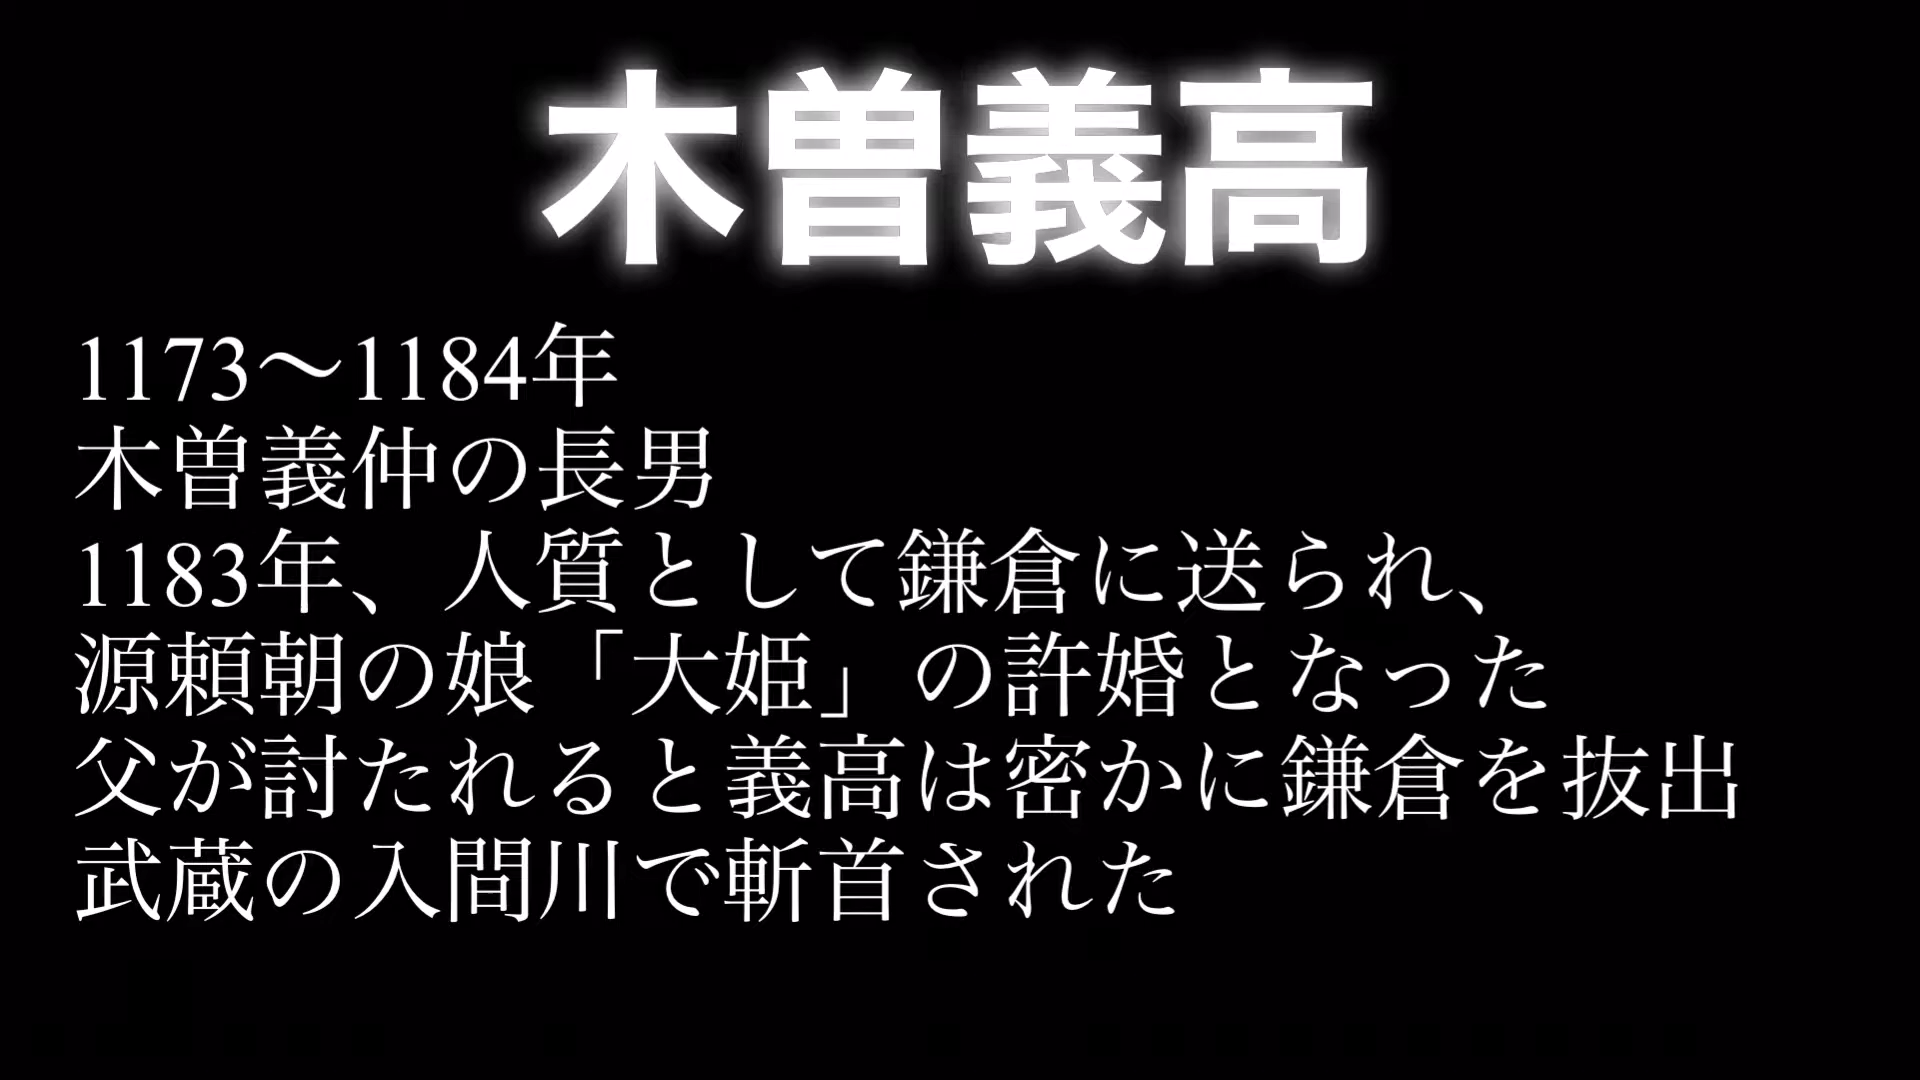 木曽義高
1173〜1184年
木曽義仲の長男
1183年、人質として鎌倉に送られ、
源頼朝の娘「大姫」の許婚となった
父が討たれると義高は密かに鎌倉を抜出
武蔵の入間川で斬首された